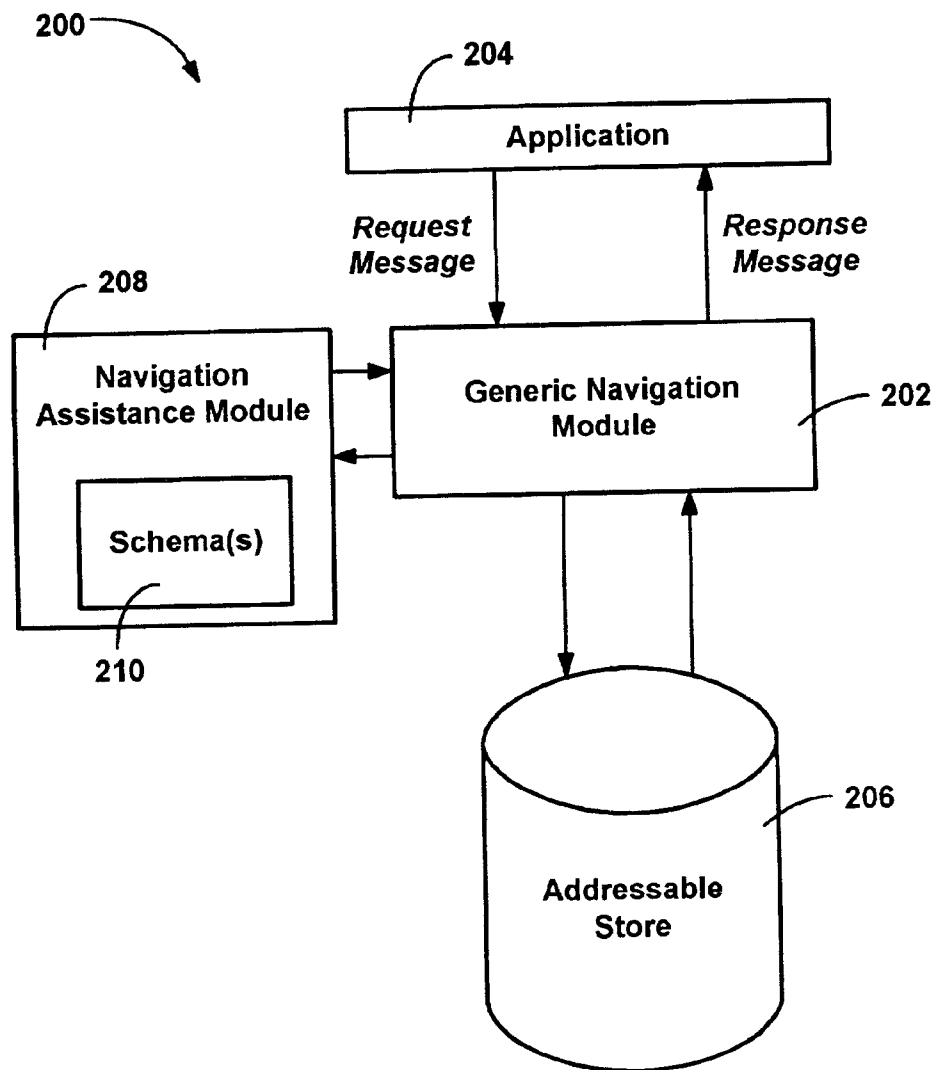 200
204
Application
Request
Message
Response
Message
208
Navigation
Assistance Module
Generic Navigation
Module
202
Schema(s)
210
206
Addressable
Store